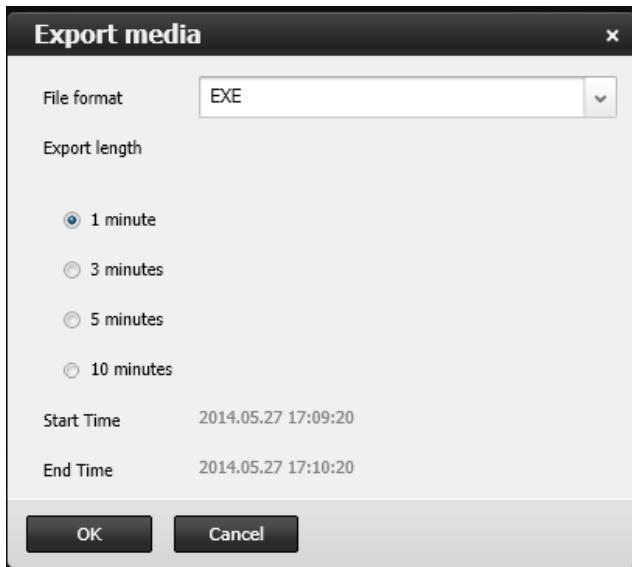 Export media
File format EXE
Export length
1 minute
3 minutes
5 minutes
10 minutes
Start Time 2014.05.27 17:09:20
End Time 2014.05.27 17:10:20
OK Cancel